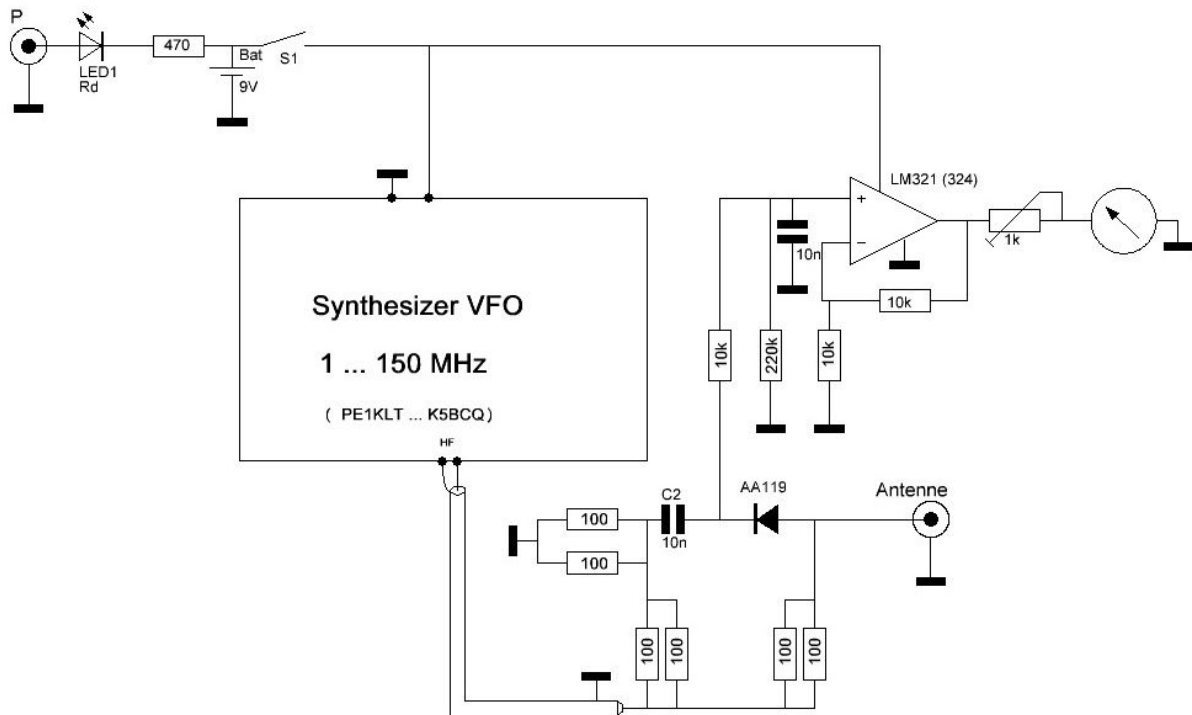 P
470
Bat
S1
LED1
Rd
9V
LM321 (324)
+
−
10n
1k
10k
Synthesizer VFO
1 ... 150 MHz
( PE1KLT ... K5BCQ )
HF
10k
220k
10k
C2
10n
AA119
Antenne
100
100
100
100
100
100